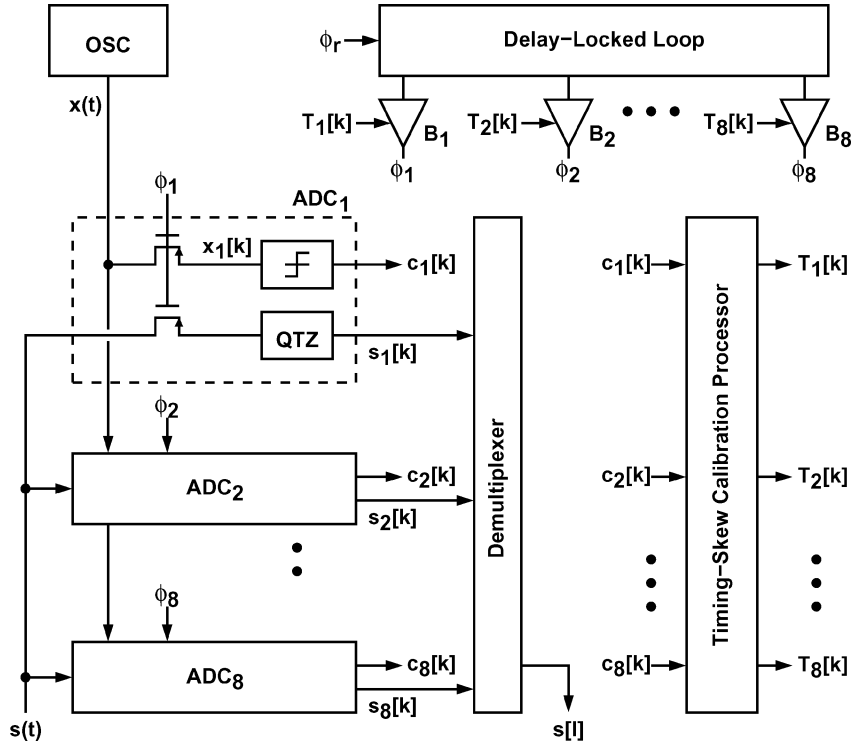 OSC
Delay−Locked Loop
ϕr
x(t)
T1[k]
B1
T2[k]
B2
T8[k]
B8
ϕ1
ϕ2
ϕ8
ϕ1
ADC1
x1[k]
c1[k]
QTZ
s1[k]
ϕ2
ADC2
c2[k]
s2[k]
ϕ8
ADC8
c8[k]
s8[k]
s(t)
Demultiplexer
s[l]
c1[k]
T1[k]
c2[k]
T2[k]
c8[k]
T8[k]
Timing−Skew Calibration Processor